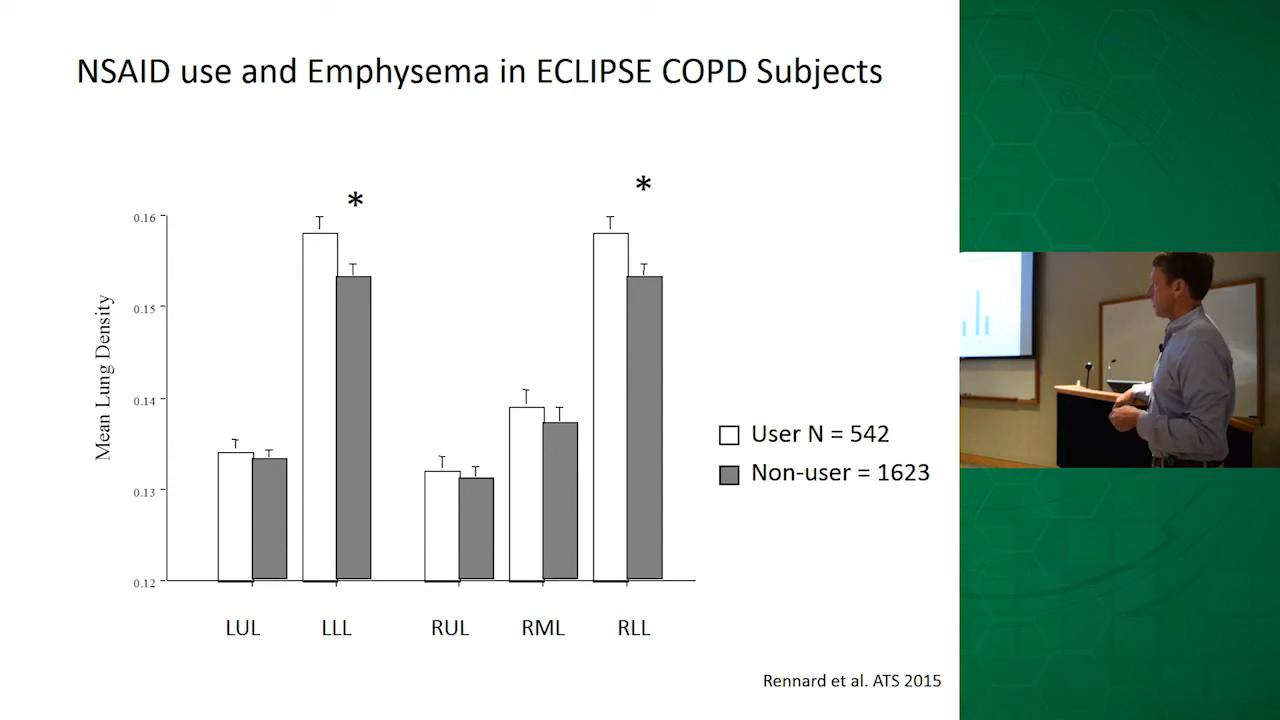 NSAID use and Emphysema in ECLIPSE COPD Subjects
*
*
0.16
0.15
0.14
0.13
0.12
Mean Lung Density
User N = 542
Non-user = 1623
LUL
LLL
RUL
RML
RLL
Rennard et al. ATS 2015